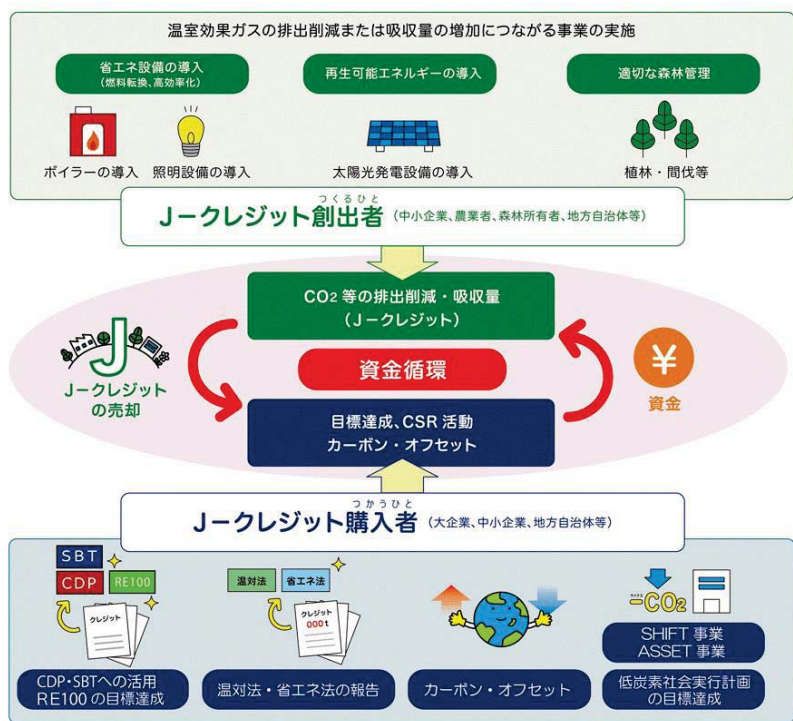 温室効果ガスの排出削減または吸収量の増加につながる事業の実施
省エネ設備の導入
(燃料転換、高効率化)
再生可能エネルギーの導入
適切な森林管理
ボイラーの導入
照明設備の導入
太陽光発電設備の導入
植林・間伐等
つくるひと
J－クレジット創出者(中小企業、農業者、森林所有者、地方自治体等)
CO2 等の排出削減・吸収量
(J－クレジット)
J
J－クレジット
の売却
資金循環
¥
資金
目標達成、CSR 活動
カーボン・オフセット
つかうひと
J－クレジット購入者(大企業、中小企業、地方自治体等)
SBT
CDP
RE100
クレジット
CDP・SBTへの活用
RE100 の目標達成
温対法
省エネ法
クレジット
000t
温対法・省エネ法の報告
カーボン・オフセット
マイナス
-CO2
SHIFT 事業
ASSET 事業
低炭素社会実行計画
の目標達成